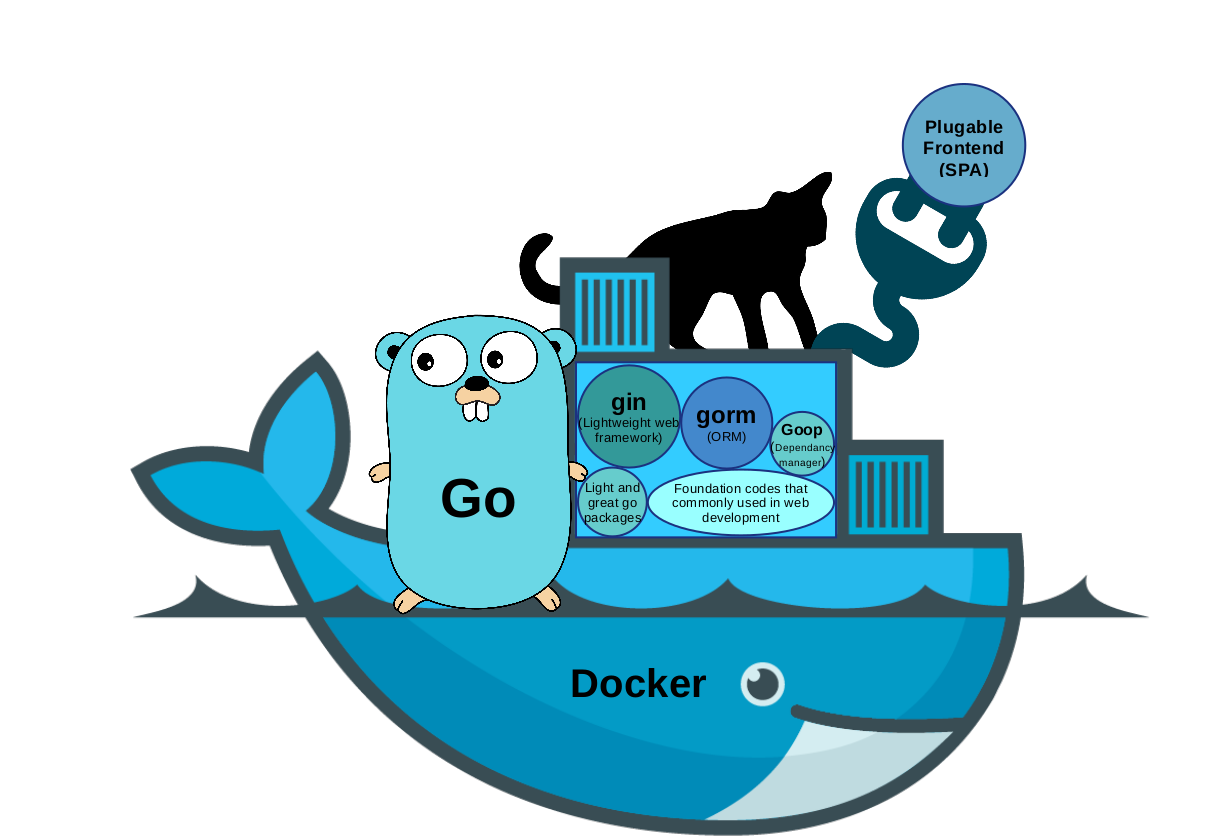 Plugable
Frontend
(SPA)
gin
(Lightweight web
framework)
gorm
(ORM)
Goop
(Dependancy
manager)
Light and
great go
packages
Foundation codes that
commonly used in web
development
Go
Docker